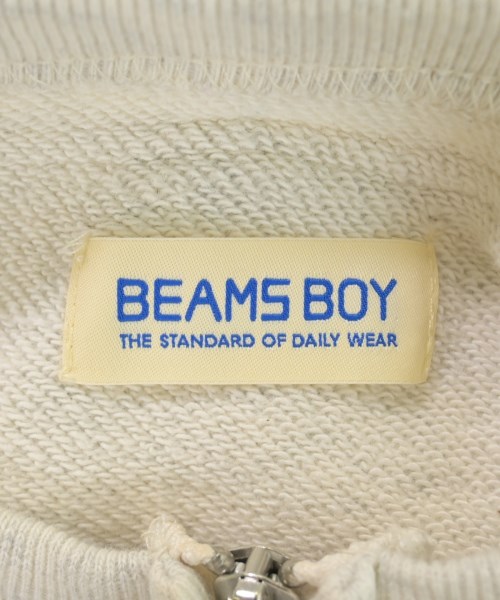 BEAMS BOY
THE STANDARD OF DAILY WEAR